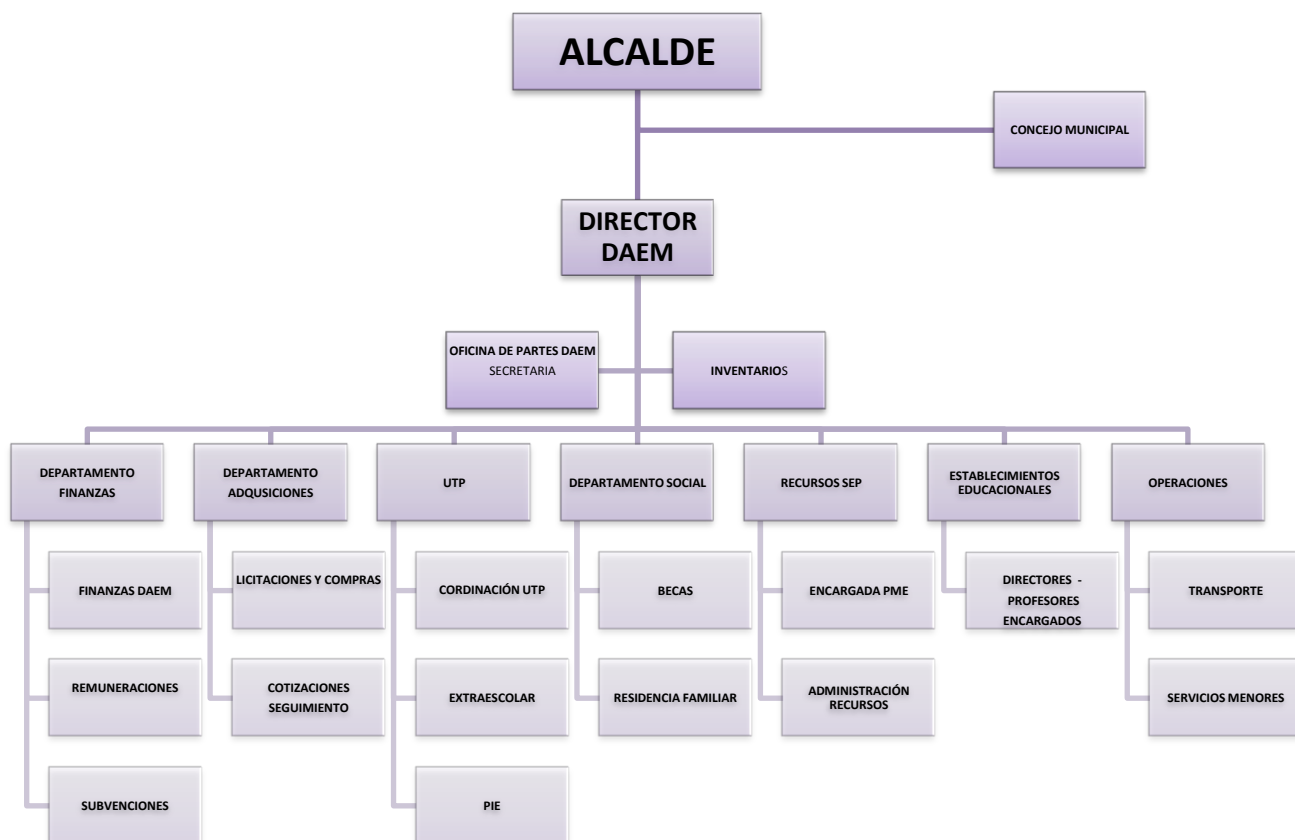 ALCALDE
CONCEJO MUNICIPAL
DIRECTOR
DAEM
OFICINA DE PARTES DAEM
SECRETARIA
INVENTARIOS
DEPARTAMENTO
FINANZAS
DEPARTAMENTO
ADQUSICIONES
UTP
DEPARTAMENTO SOCIAL
RECURSOS SEP
ESTABLECIMIENTOS
EDUCACIONALES
OPERACIONES
FINANZAS DAEM
LICITACIONES Y COMPRAS
CORDINACIÓN UTP
BECAS
ENCARGADA PME
DIRECTORES -
PROFESORES
ENCARGADOS
TRANSPORTE
REMUNERACIONES
COTIZACIONES
SEGUIMIENTO
EXTRAESCOLAR
RESIDENCIA FAMILIAR
ADMINISTRACIÓN
RECURSOS
SERVICIOS MENORES
SUBVENCIONES
PIE